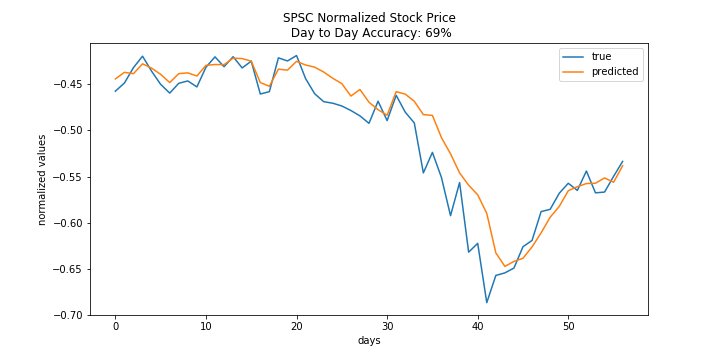 SPSC Normalized Stock Price
Day to Day Accuracy: 69%
true
predicted
normalized values
−0.45
−0.50
−0.55
−0.60
−0.65
−0.70
0
10
20
30
40
50
days